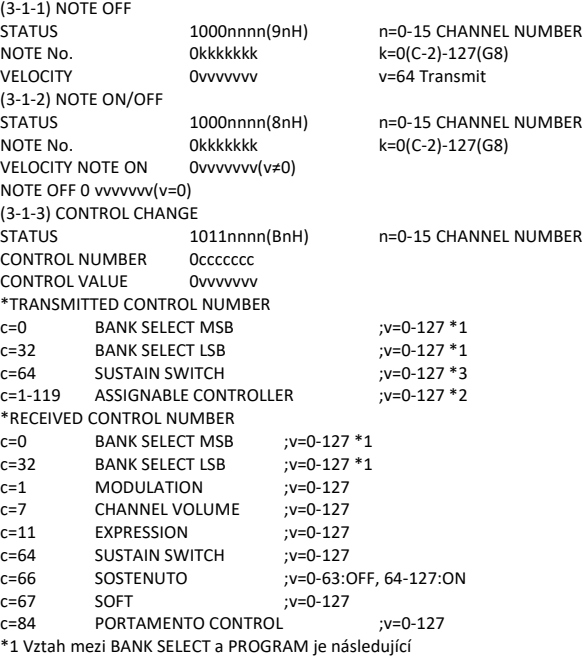 (3-1-1) NOTE OFF
STATUS 1000nnnn(9nH) n=0-15 CHANNEL NUMBER
NOTE No. 0kkkkkkk k=0(C-2)-127(G8)
VELOCITY 0vvvvvvv v=64 Transmit
(3-1-2) NOTE ON/OFF
STATUS 1000nnnn(8nH) n=0-15 CHANNEL NUMBER
NOTE No. 0kkkkkkk k=0(C-2)-127(G8)
VELOCITY NOTE ON 0vvvvvvv(v≠0)
NOTE OFF 0 vvvvvvv(v=0)
(3-1-3) CONTROL CHANGE
STATUS 1011nnnn(BnH) n=0-15 CHANNEL NUMBER
CONTROL NUMBER 0ccccccc
CONTROL VALUE 0vvvvvvv
*TRANSMITTED CONTROL NUMBER
c=0 BANK SELECT MSB ;v=0-127 *1
c=32 BANK SELECT LSB ;v=0-127 *1
c=64 SUSTAIN SWITCH ;v=0-127 *3
c=1-119 ASSIGNABLE CONTROLLER ;v=0-127 *2
*RECEIVED CONTROL NUMBER
c=0 BANK SELECT MSB ;v=0-127 *1
c=32 BANK SELECT LSB ;v=0-127 *1
c=1 MODULATION ;v=0-127
c=7 CHANNEL VOLUME ;v=0-127
c=11 EXPRESSION ;v=0-127
c=64 SUSTAIN SWITCH ;v=0-127
c=66 SOSTENUTO ;v=0-63:OFF, 64-127:ON
c=67 SOFT ;v=0-127
c=84 PORTAMENTO CONTROL ;v=0-127
*1 Vztah mezi BANK SELECT a PROGRAM je následující